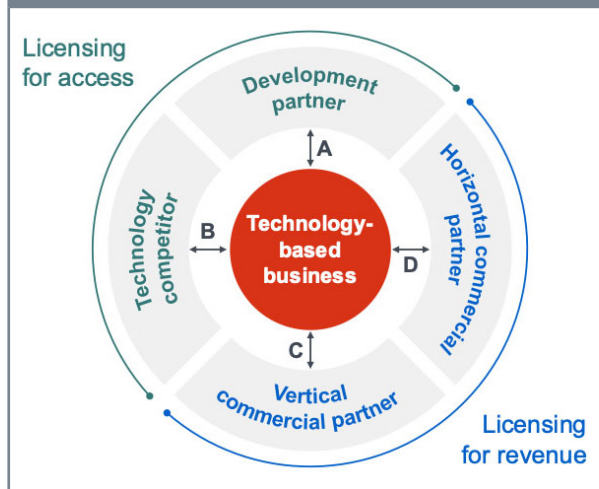 Licensing
for access
Development
partner
A
Technology
competitor
B
Technology-
based
business
D
Horizontal commercial
partner
C
Vertical
commercial partner
Licensing
for revenue